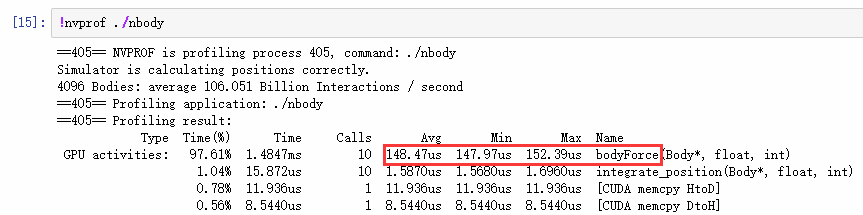 [15]: !nvprof ./nbody
==405== NVPROF is profiling process 405, command: ./nbody
Simulator is calculating positions correctly.
4096 Bodies: average 106.051 Billion Interactions / second
==405== Profiling application: ./nbody
==405== Profiling result:
Type Time(%) Time Calls Avg Min Max Name
GPU activities: 97.61% 1.4847ms 10 148.47us 147.97us 152.39us bodyForce(Body*, float, int)
1.04% 15.872us 10 1.5870us 1.5680us 1.6960us integrate_position(Body*, float, int)
0.78% 11.936us 1 11.936us 11.936us 11.936us [CUDA memcpy HtoD]
0.56% 8.5440us 1 8.5440us 8.5440us 8.5440us [CUDA memcpy DtoH]